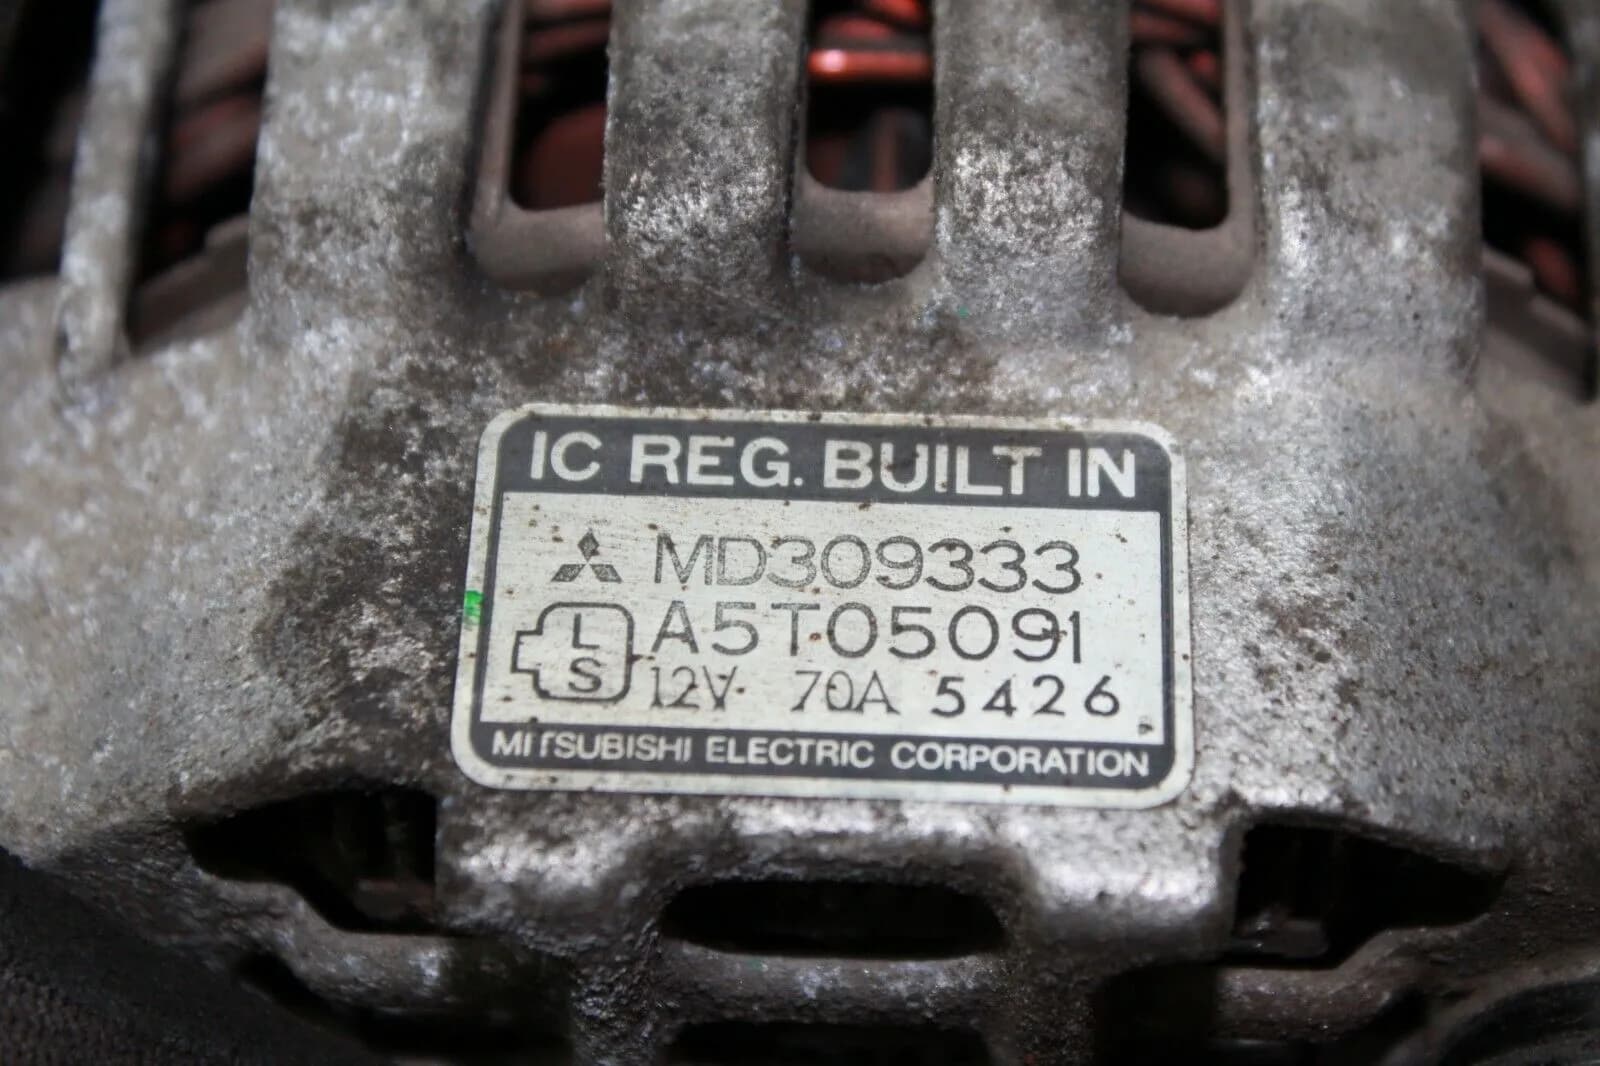 IC REG. BUILT IN
MD309333
L
S
A5T05091
12V 70A 5426
MITSUBISHI ELECTRIC CORPORATION